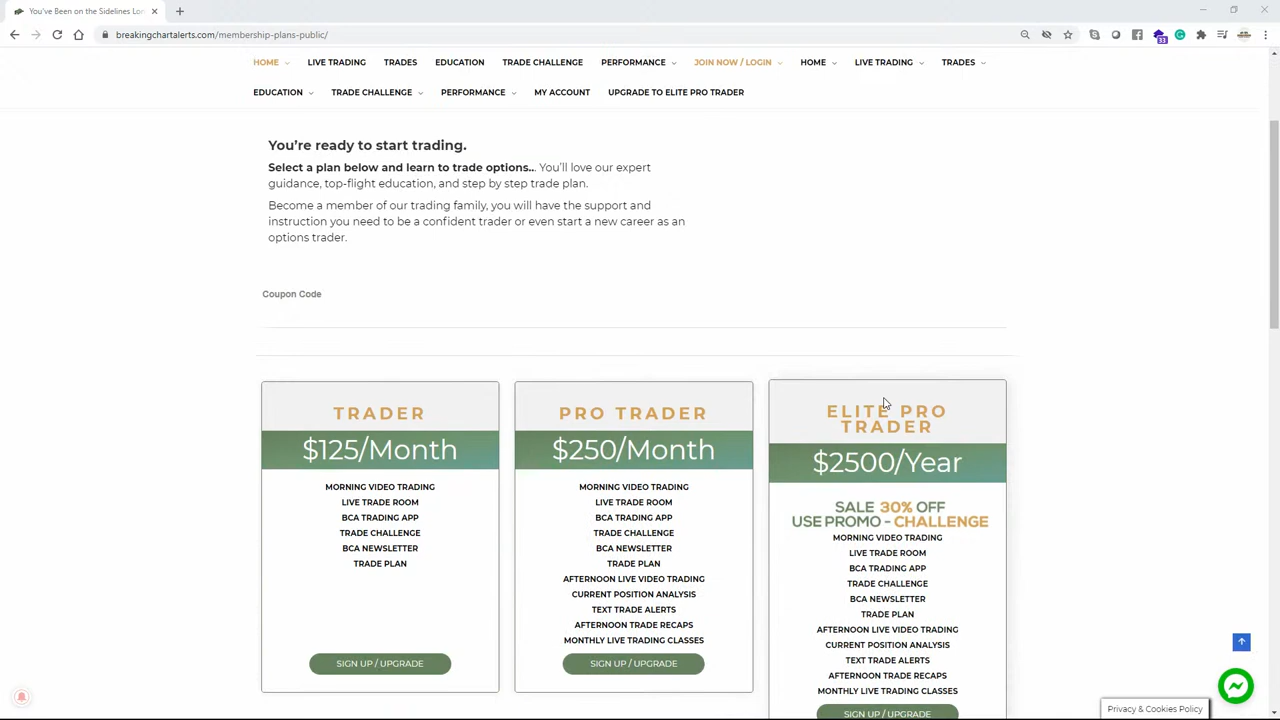 You've Been on the Sidelines Lon
breakingchartalerts.com/membership-plans-public/
33
HOME LIVE TRADING TRADES EDUCATION TRADE CHALLENGE PERFORMANCE JOIN NOW / LOGIN HOME LIVE TRADING TRADES
EDUCATION TRADE CHALLENGE PERFORMANCE MY ACCOUNT UPGRADE TO ELITE PRO TRADER
You're ready to start trading.
Select a plan below and learn to trade options... You'll love our expert
guidance, top-flight education, and step by step trade plan.
Become a member of our trading family, you will have the support and
instruction you need to be a confident trader or even start a new career as an
options trader.
Coupon Code
TRADER
$125/Month
MORNING VIDEO TRADING
LIVE TRADE ROOM
BCA TRADING APP
TRADE CHALLENGE
BCA NEWSLETTER
TRADE PLAN
SIGN UP / UPGRADE
PRO TRADER
$250/Month
MORNING VIDEO TRADING
LIVE TRADE ROOM
BCA TRADING APP
TRADE CHALLENGE
BCA NEWSLETTER
TRADE PLAN
AFTERNOON LIVE VIDEO TRADING
CURRENT POSITION ANALYSIS
TEXT TRADE ALERTS
AFTERNOON TRADE RECAPS
MONTHLY LIVE TRADING CLASSES
SIGN UP / UPGRADE
ELITE PRO
TRADER
$2500/Year
SALE 30% OFF
USE PROMO - CHALLENGE
MORNING VIDEO TRADING
LIVE TRADE ROOM
BCA TRADING APP
TRADE CHALLENGE
BCA NEWSLETTER
TRADE PLAN
AFTERNOON LIVE VIDEO TRADING
CURRENT POSITION ANALYSIS
TEXT TRADE ALERTS
AFTERNOON TRADE RECAPS
MONTHLY LIVE TRADING CLASSES
SIGN UP / UPGRADE
Privacy & Cookies Policy